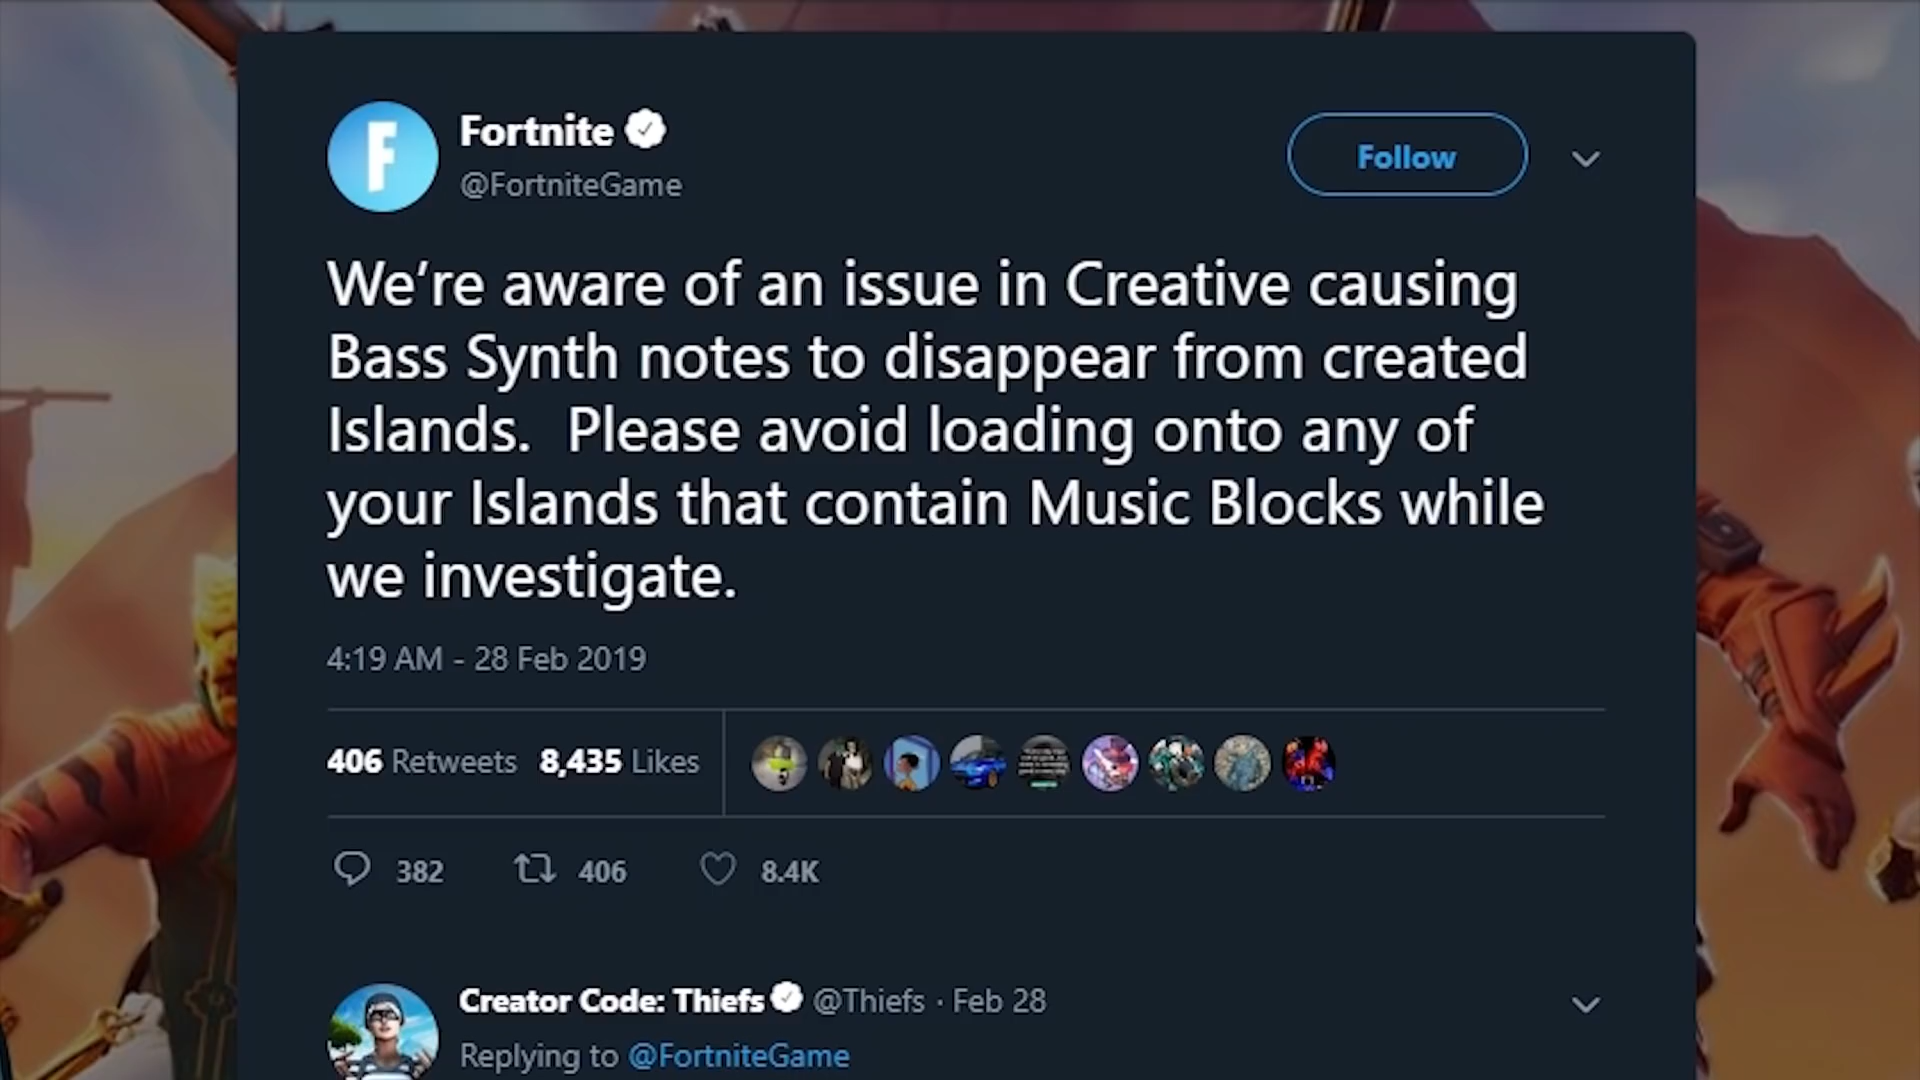 Fortnite
@FortniteGame
Follow
We’re aware of an issue in Creative causing
Bass Synth notes to disappear from created
Islands.  Please avoid loading onto any of
your Islands that contain Music Blocks while
we investigate.
4:19 AM - 28 Feb 2019
406 Retweets 8,435 Likes
382 406 8.4K
Creator Code: Thiefs @Thiefs · Feb 28
Replying to @FortniteGame